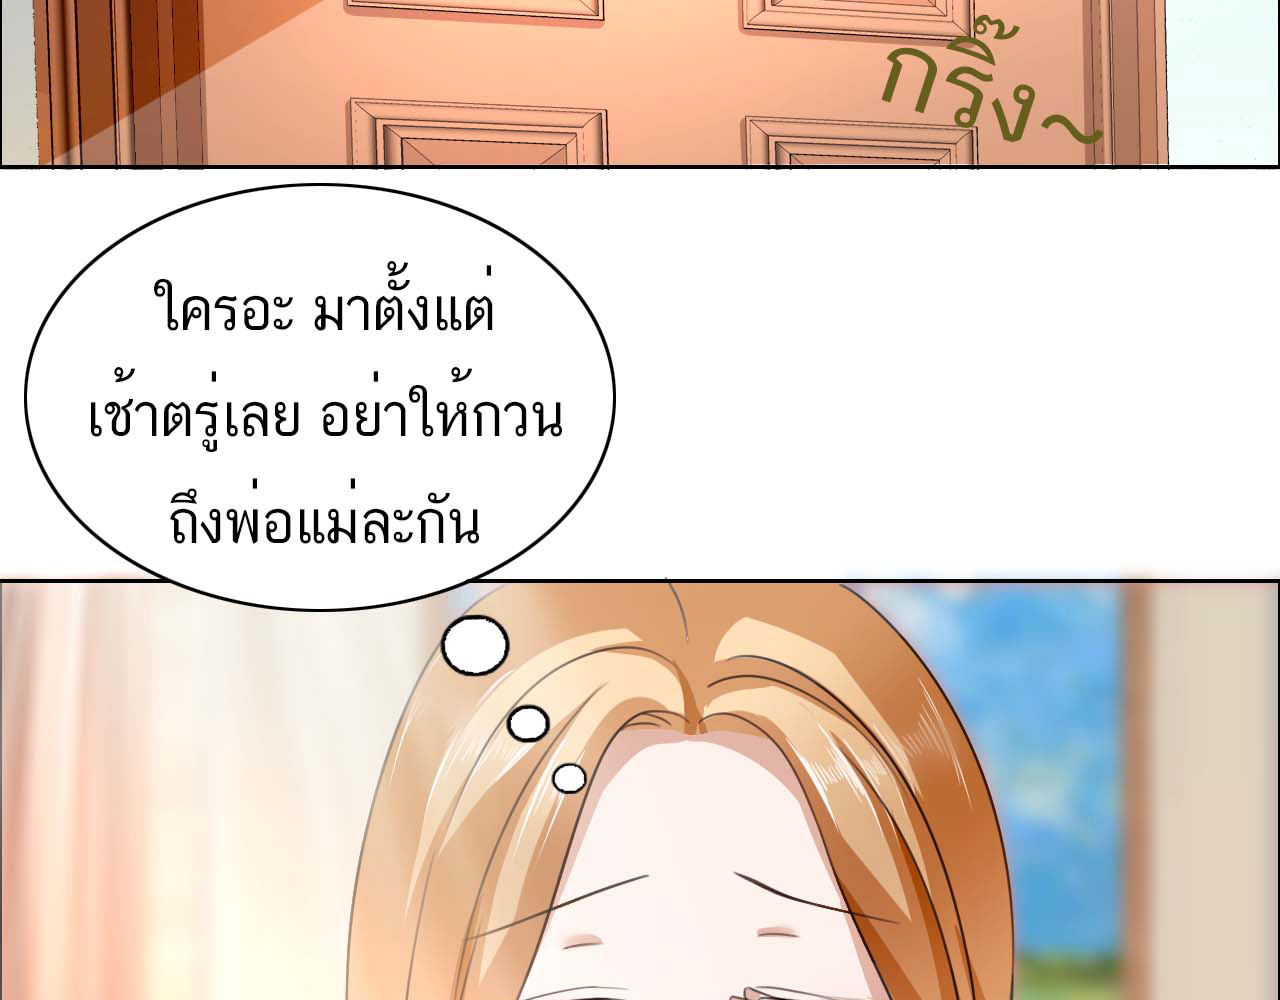 กริ๊ง~
ใครอะ มาตั้งแต่
เช้าตรู่เลย อย่าให้กวน
ถึงพ่อแม่ละกัน